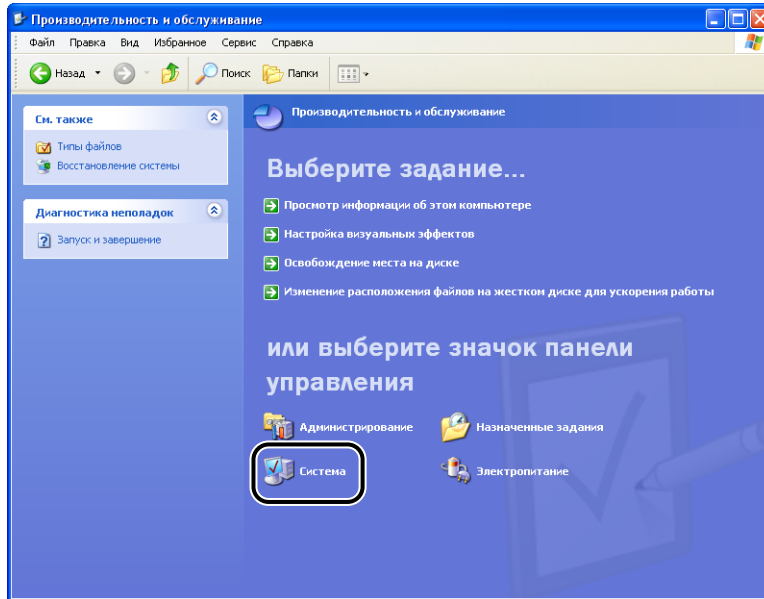 Производительность и обслуживание
Файл Правка Вид Избранное Сервис Справка
Назад Поиск Папки
См. также
Типы файлов
Восстановление системы
Диагностика неполадок
Запуск и завершение
Производительность и обслуживание
Выберите задание...
Просмотр информации об этом компьютере
Настройка визуальных эффектов
Освобождение места на диске
Изменение расположения файлов на жестком диске для ускорения работы
или выберите значок панели
управления
Администрирование Назначенные задания
Система Электропитание